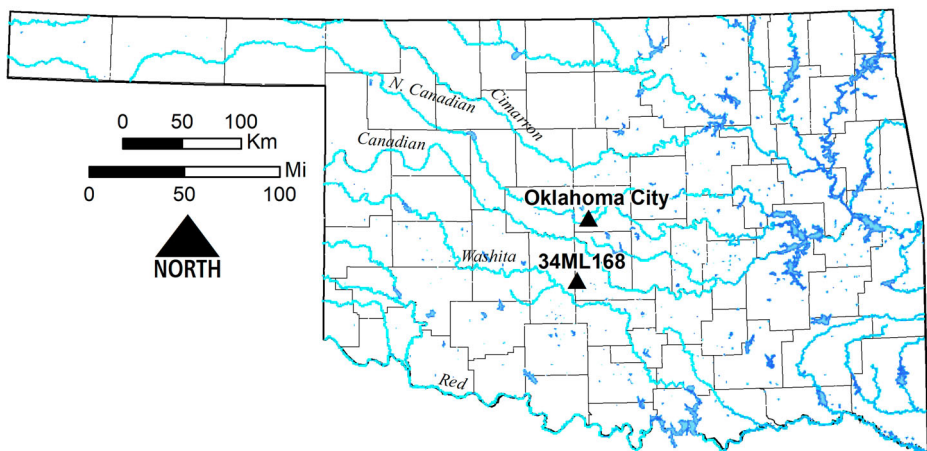 N. Canadian
Cimarron
0 50 100
Km
Canadian
Mi
0 50 100
Oklahoma City
NORTH
Washita
34ML168
Red